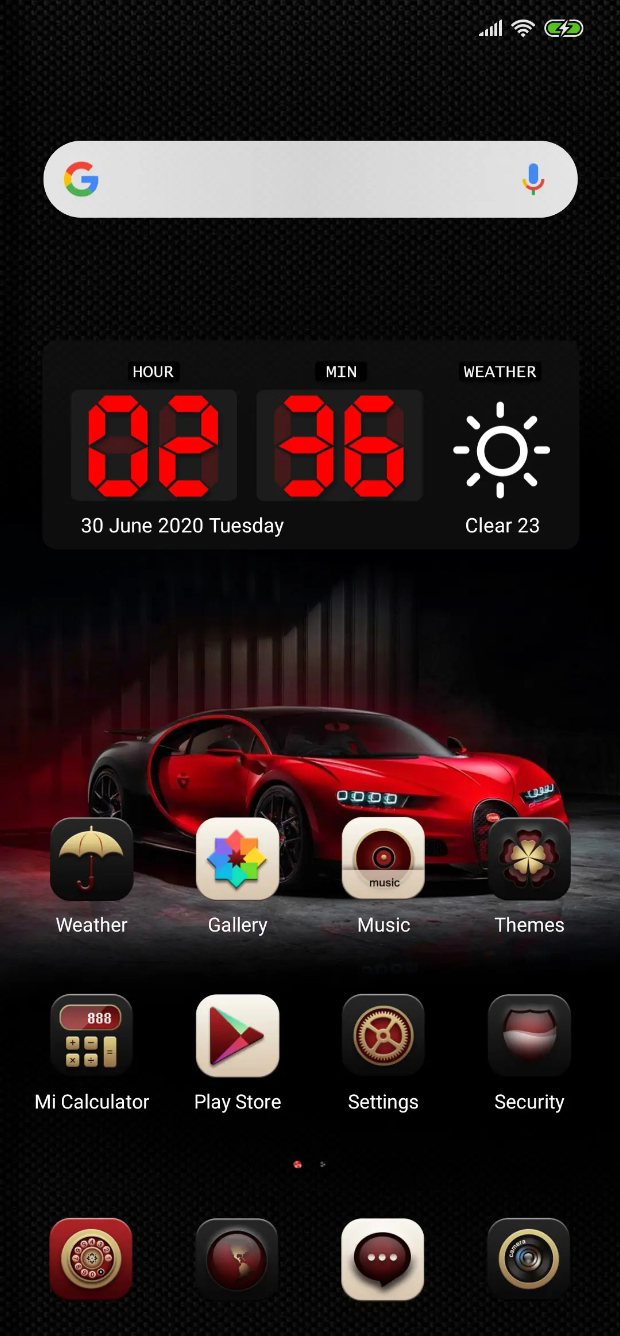 G
HOUR MIN WEATHER
02 36
30 June 2020 Tuesday Clear 23
music
Weather Gallery Music Themes
888
+ − × ÷ =
Mi Calculator Play Store Settings Security
camera